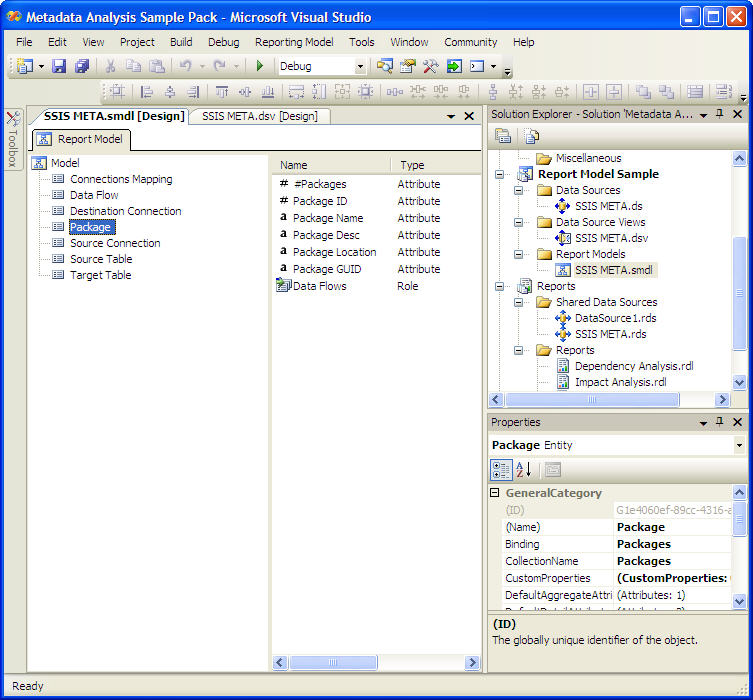 Metadata Analysis Sample Pack - Microsoft Visual Studio
File Edit View Project Build Debug Reporting Model Tools Window Community Help
Debug
Toolbox
SSIS META.smdl [Design] SSIS META.dsv [Design]
Report Model
Model
Connections Mapping
Data Flow
Destination Connection
Package
Source Connection
Source Table
Target Table
Name Type
# #Packages Attribute
# Package ID Attribute
a Package Name Attribute
a Package Desc Attribute
a Package Location Attribute
a Package GUID Attribute
Data Flows Role
Solution Explorer - Solution 'Metadata A...
Miscellaneous
Report Model Sample
Data Sources
SSIS META.ds
Data Source Views
SSIS META.dsv
Report Models
SSIS META.smdl
Reports
Shared Data Sources
DataSource1.rds
SSIS META.rds
Reports
Dependency Analysis.rdl
Impact Analysis.rdl
Properties
Package Entity
GeneralCategory
(ID) G1e4060ef-89cc-4316-a
(Name) Package
Binding Packages
CollectionName Packages
CustomProperties (CustomProperties:
DefaultAggregateAttri (Attributes: 1)
(ID)
The globally unique identifier of the object.
Ready